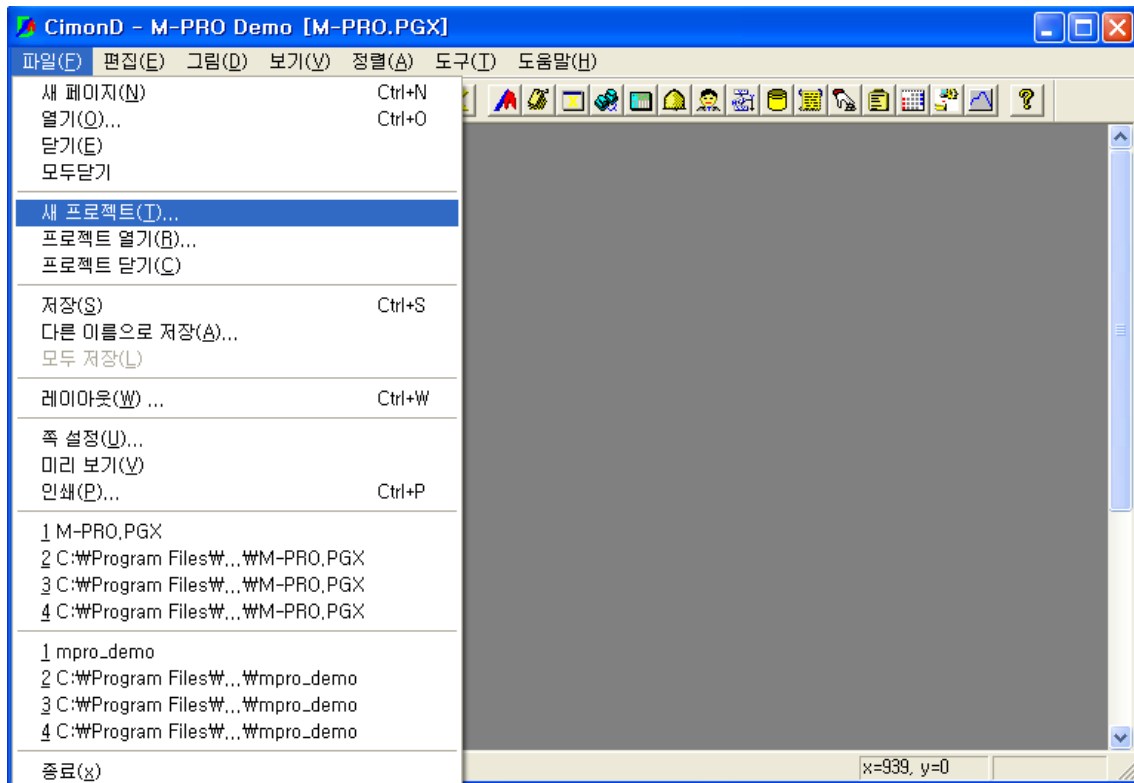 CimonD - M-PRO Demo [M-PRO.PGX]
파일(F) 편집(E) 그림(D) 보기(V) 정렬(A) 도구(T) 도움말(H)
새 페이지(N) Ctrl+N
열기(O)... Ctrl+O
닫기(E)
모두닫기
새 프로젝트(T)...
프로젝트 열기(R)...
프로젝트 닫기(C)
저장(S) Ctrl+S
다른 이름으로 저장(A)...
모두 저장(L)
레이아웃(W) ... Ctrl+W
쪽 설정(U)...
미리 보기(V)
인쇄(P)... Ctrl+P
1 M-PRO.PGX
2 C:₩Program Files₩...₩M-PRO.PGX
3 C:₩Program Files₩...₩M-PRO.PGX
4 C:₩Program Files₩...₩M-PRO.PGX
1 mpro_demo
2 C:₩Program Files₩...₩mpro_demo
3 C:₩Program Files₩...₩mpro_demo
4 C:₩Program Files₩...₩mpro_demo
종료(x)
x=939, y=0